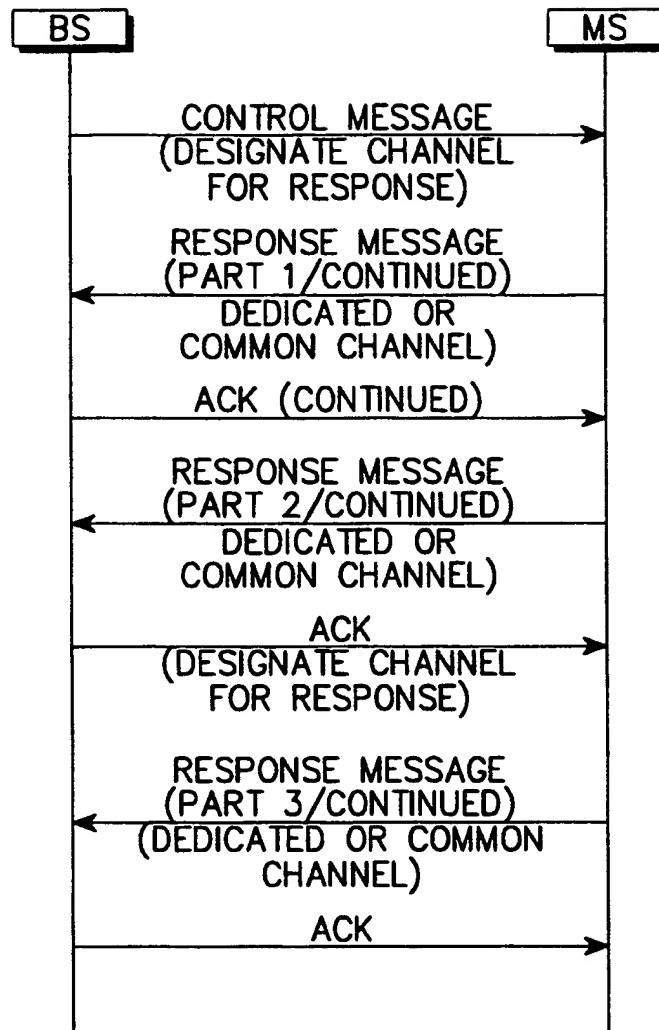 BS
MS
CONTROL MESSAGE
(DESIGNATE CHANNEL
FOR RESPONSE)
RESPONSE MESSAGE
(PART 1/CONTINUED)
DEDICATED OR
COMMON CHANNEL)
ACK (CONTINUED)
RESPONSE MESSAGE
(PART 2/CONTINUED)
DEDICATED OR
COMMON CHANNEL)
ACK
(DESIGNATE CHANNEL
FOR RESPONSE)
RESPONSE MESSAGE
(PART 3/CONTINUED)
(DEDICATED OR COMMON
CHANNEL)
ACK